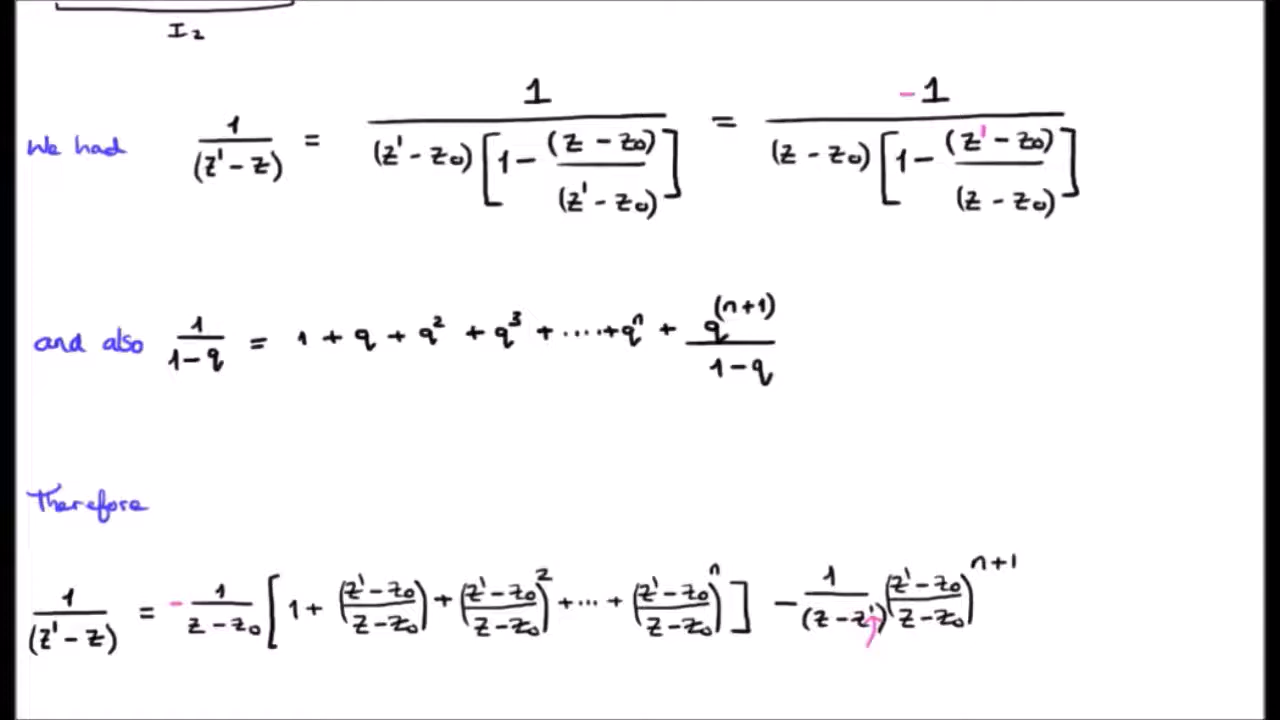 I₂
We had 1/(z' - z) = 1/((z' - z₀)[1 - (z - z₀)/(z' - z₀)]) = -1/((z - z₀)[1 - (z' - z₀)/(z - z₀)])
and also 1/(1-q) = 1 + q + q² + q³ + ....+ qⁿ + q^(n+1)/(1-q)
Therefore
1/(z' - z) = - 1/(z - z₀) [1 + ((z' - z₀)/(z - z₀)) + ((z' - z₀)/(z - z₀))² + ... + ((z' - z₀)/(z - z₀))ⁿ] - 1/(z - z') ((z' - z₀)/(z - z₀))^(n+1)